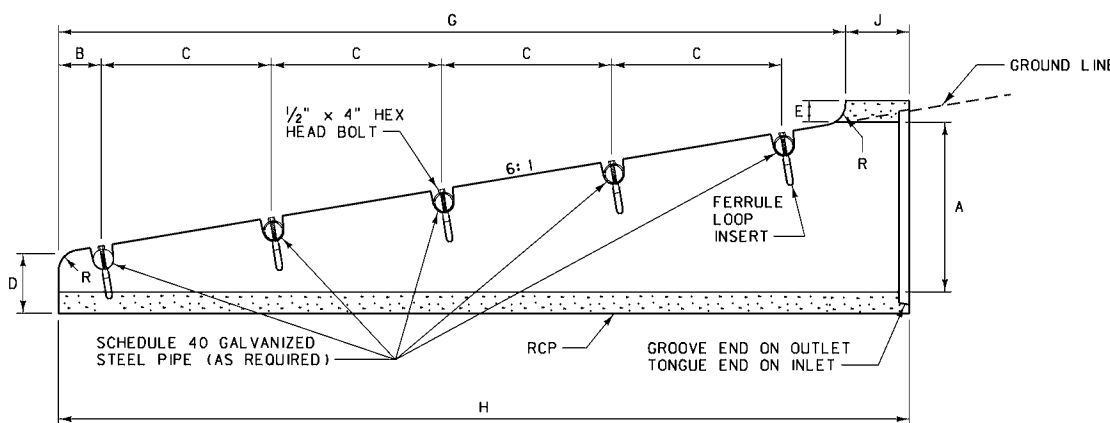 G
J
B
C
C
C
C
GROUND LINE
1/2" x 4" HEX
HEAD BOLT
E
R
6:1
FERRULE
LOOP
INSERT
A
D
R
SCHEDULE 40 GALVANIZED
STEEL PIPE (AS REQUIRED)
RCP
GROOVE END ON OUTLET
TONGUE END ON INLET
H